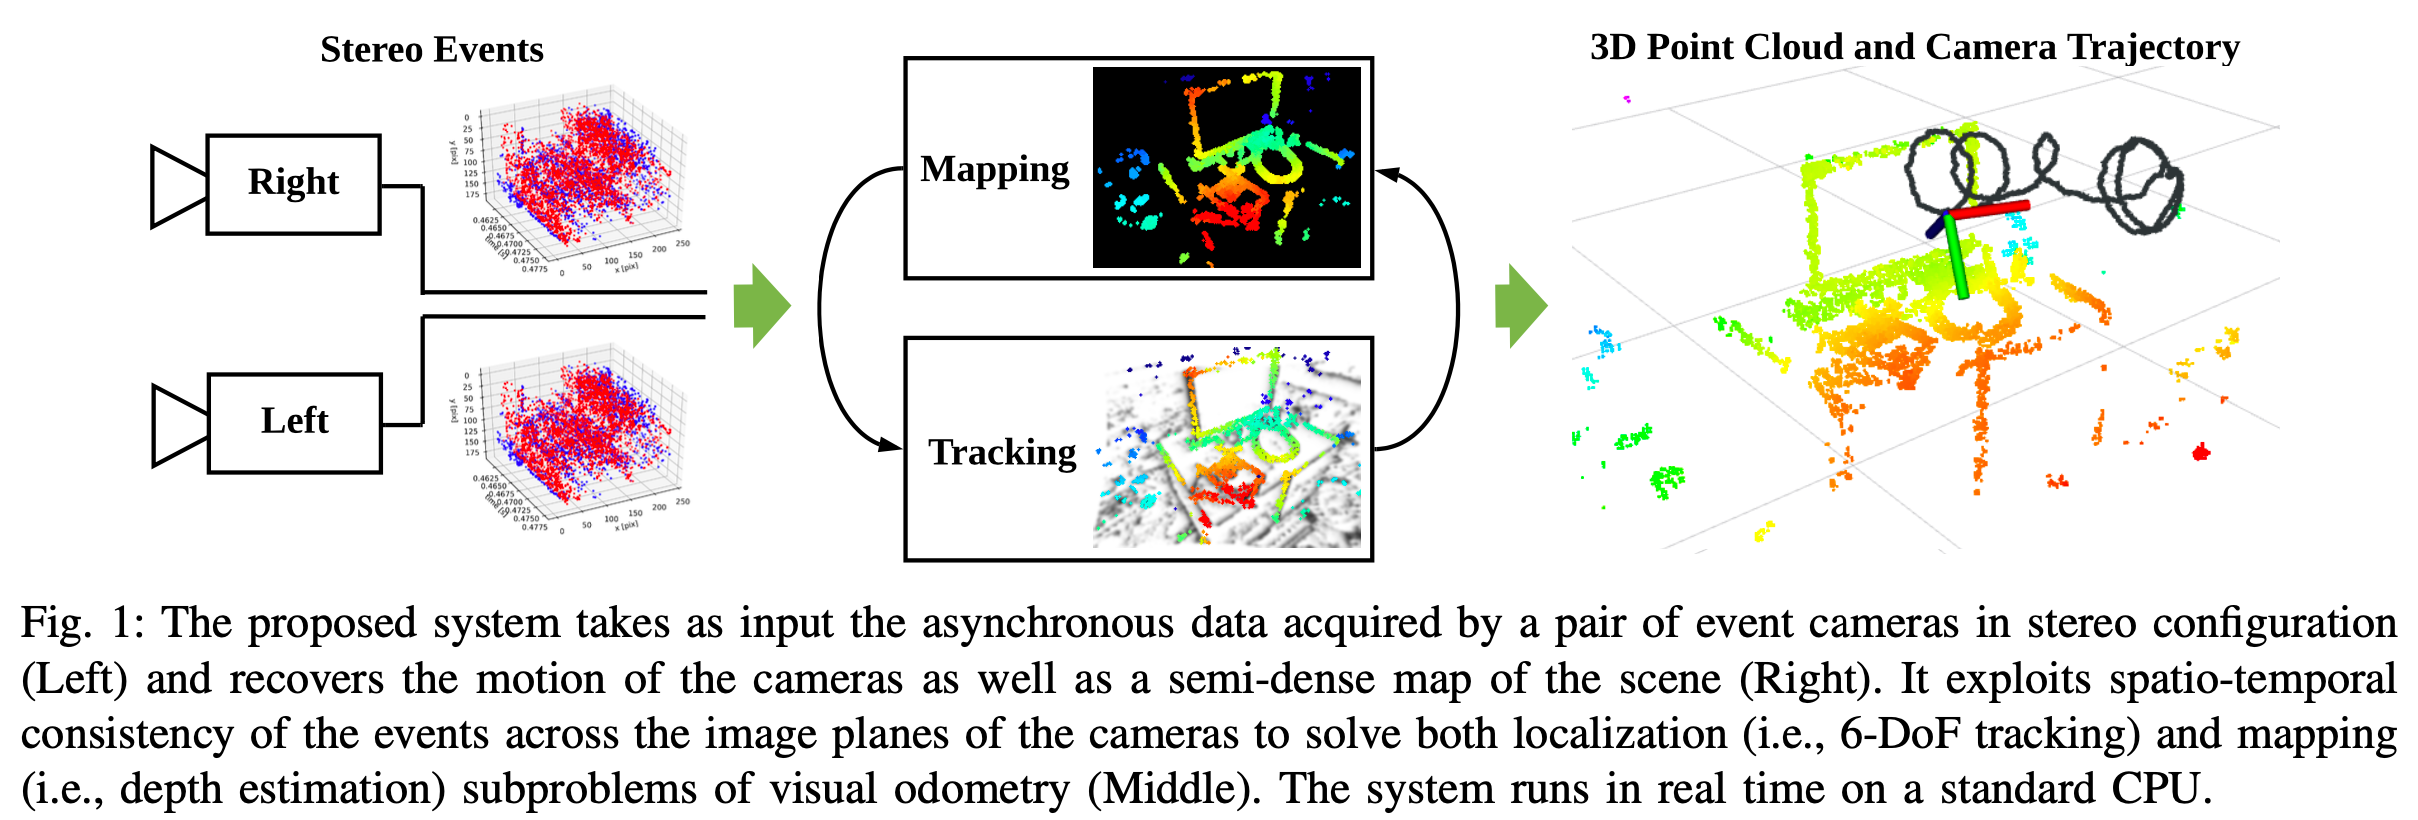 Stereo Events
3D Point Cloud and Camera Trajectory
Right
0
25
50
75
100
125
150
175
y [pix]
0.4625
0.4650
0.4675
0.4700
0.4725
0.4750
0.4775
time [s]
0
50
100
150
200
250
x [pix]
Mapping
Left
0
25
50
75
100
125
150
175
y [pix]
0.4625
0.4650
0.4675
0.4700
0.4725
0.4750
0.4775
time [s]
0
50
100
150
200
250
x [pix]
Tracking
Fig. 1: The proposed system takes as input the asynchronous data acquired by a pair of event cameras in stereo configuration
(Left) and recovers the motion of the cameras as well as a semi-dense map of the scene (Right). It exploits spatio-temporal
consistency of the events across the image planes of the cameras to solve both localization (i.e., 6-DoF tracking) and mapping
(i.e., depth estimation) subproblems of visual odometry (Middle). The system runs in real time on a standard CPU.